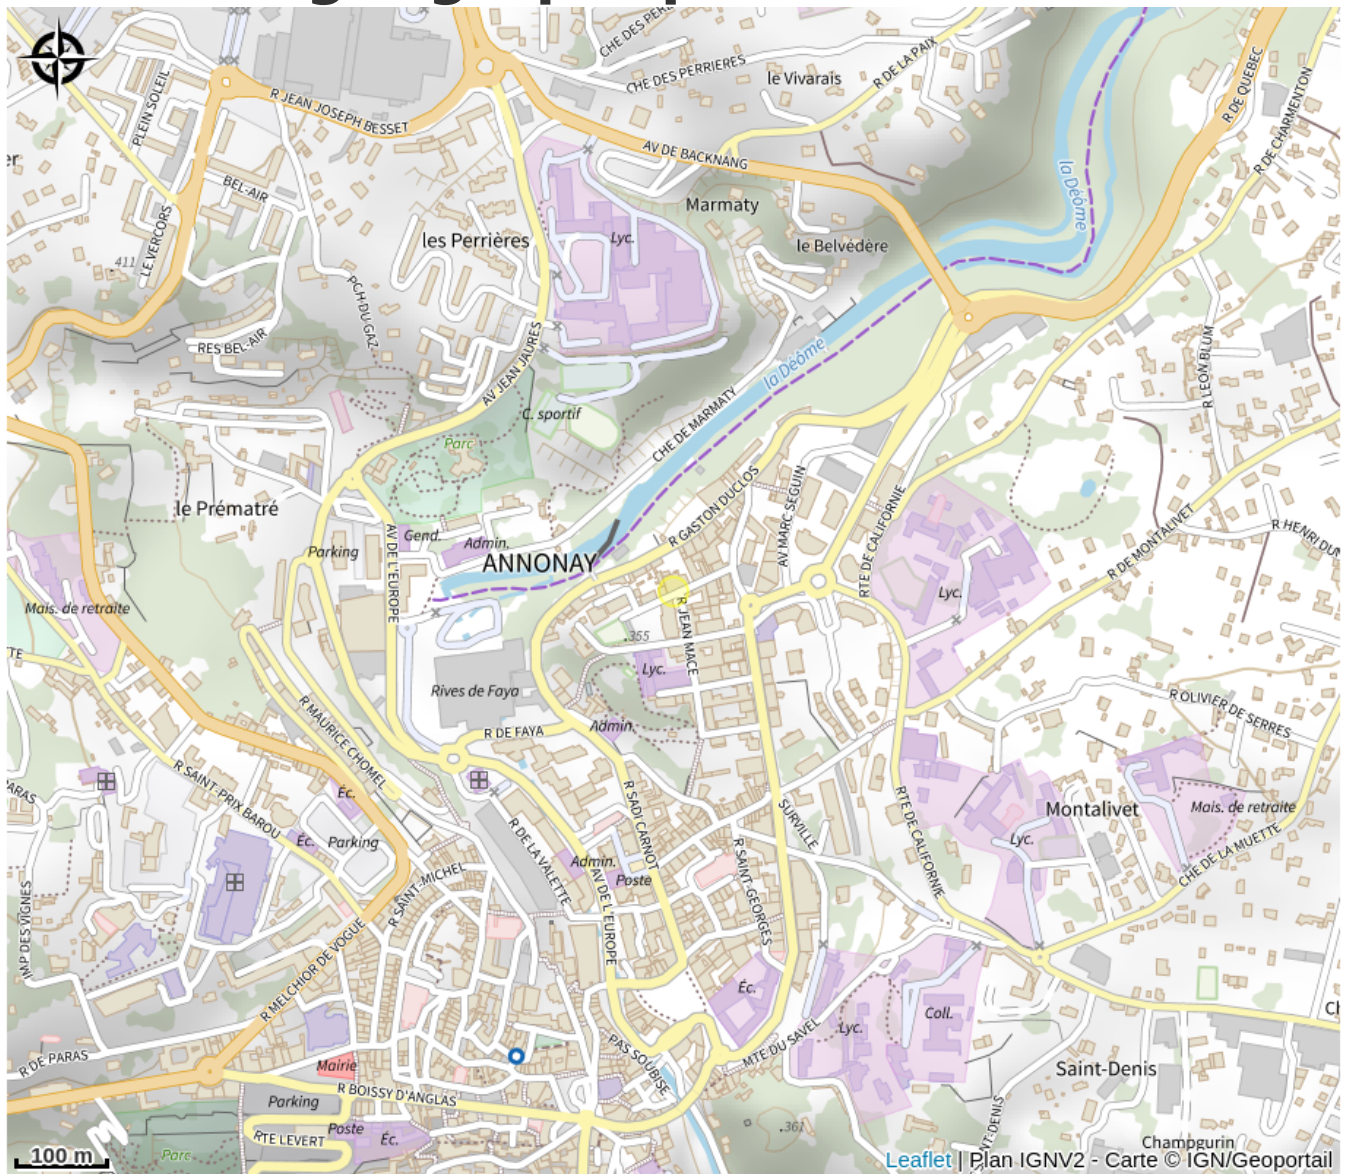 CHE DES PERRIERES
le Vivarais
R DE LA PAIX
R DE QUEBEC
PLEIN SOLEIL
R JEAN JOSEPH BESSET
R DE CHARMENTON
AV DE BACKNANG
BEL-AIR
la Déôme
Marmaty
LE VERCORS
les Perrières
Lyc.
le Belvédère
411
PCH DU GAZ
RES BEL-AIR
AV JEAN JAURES
la Déôme
R LEON BLUM
C. sportif
CHE DE MARMATY
Parc
le Prématré
R GASTON DUCLOS
AV MARC SEGUIN
RTE DE CALIFORNIE
R DE MONTALIVET
Gend.
Admin.
Parking
AV DE L'EUROPE
ANNONAY
Lyc.
Mais. de retraite
R JEAN MACE
.355
Lyc.
Rives de Faya
R OLIVIER DE SERRES
R MAURICE CHOMEL
R DE FAYA
Admin.
R SAINT-PRIX BAROU
Éc.
R SADI CARNOT
SURVILLE
RTE DE CALIFORNIE
Montalivet
Mais. de retraite
Lyc.
Éc.
Parking
R DE LA VALETTE
R SAINT-GEORGES
CHE DE LA MUETTE
Admin.
Poste
R SAINT-MICHEL
AV DE L'EUROPE
IMP DES VIGNES
R MELCHIOR DE VOGUE
Éc.
Lyc.
Coll.
MTE DU SAVEL
PAS SOUBISE
R DE PARAS
Mairie
Saint-Denis
R BOISSY D'ANGLAS
Parking
Poste
Éc.
RTE LEVERT
.361
Champgurin
Parc
100 m
Leaflet | Plan IGNV2 - Carte © IGN/Geoportail